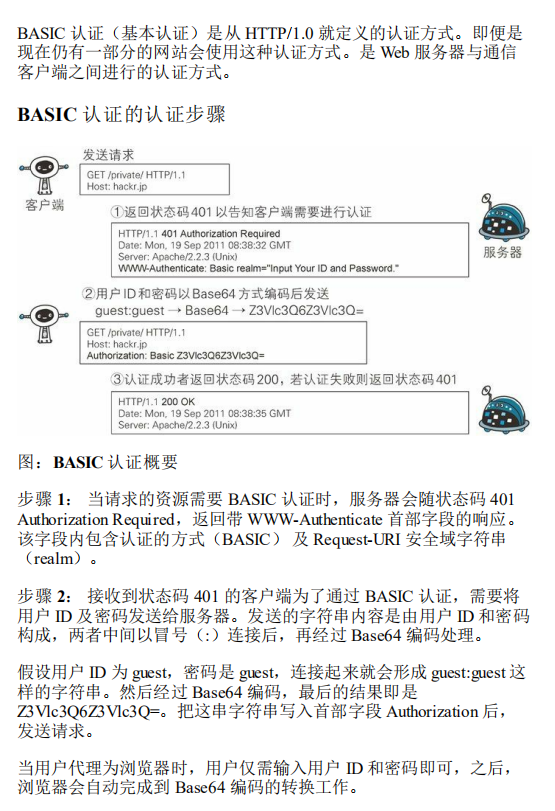 BASIC 认证（基本认证）是从 HTTP/1.0 就定义的认证方式。即便是
现在仍有一部分的网站会使用这种认证方式。是 Web 服务器与通信
客户端之间进行的认证方式。
BASIC 认证的认证步骤
发送请求
GET /private/ HTTP/1.1
Host: hackr.jp
客户端
①返回状态码401以告知客户端需要进行认证
HTTP/1.1 401 Authorization Required
Date: Mon, 19 Sep 2011 08:38:32 GMT
Server: Apache/2.2.3 (Unix)
WWW-Authenticate: Basic realm="Input Your ID and Password."
服务器
②用户ID和密码以Base64方式编码后发送
guest:guest → Base64 → Z3Vlc3Q6Z3Vlc3Q=
GET /private/ HTTP/1.1
Host: hackr.jp
Authorization: Basic Z3Vlc3Q6Z3Vlc3Q=
③认证成功者返回状态码200，若认证失败则返回状态码401
HTTP/1.1 200 OK
Date: Mon, 19 Sep 2011 08:38:35 GMT
Server: Apache/2.2.3 (Unix)
图：BASIC 认证概要
步骤 1： 当请求的资源需要 BASIC 认证时，服务器会随状态码 401
Authorization Required，返回带 WWW-Authenticate 首部字段的响应。
该字段内包含认证的方式（BASIC） 及 Request-URI 安全域字符串
（realm）。
步骤 2： 接收到状态码 401 的客户端为了通过 BASIC 认证，需要将
用户 ID 及密码发送给服务器。发送的字符串内容是由用户 ID 和密码
构成，两者中间以冒号（:）连接后，再经过 Base64 编码处理。
假设用户 ID 为 guest，密码是 guest，连接起来就会形成 guest:guest 这
样的字符串。然后经过 Base64 编码，最后的结果即是
Z3Vlc3Q6Z3Vlc3Q=。把这串字符串写入首部字段 Authorization 后，
发送请求。
当用户代理为浏览器时，用户仅需输入用户 ID 和密码即可，之后，
浏览器会自动完成到 Base64 编码的转换工作。